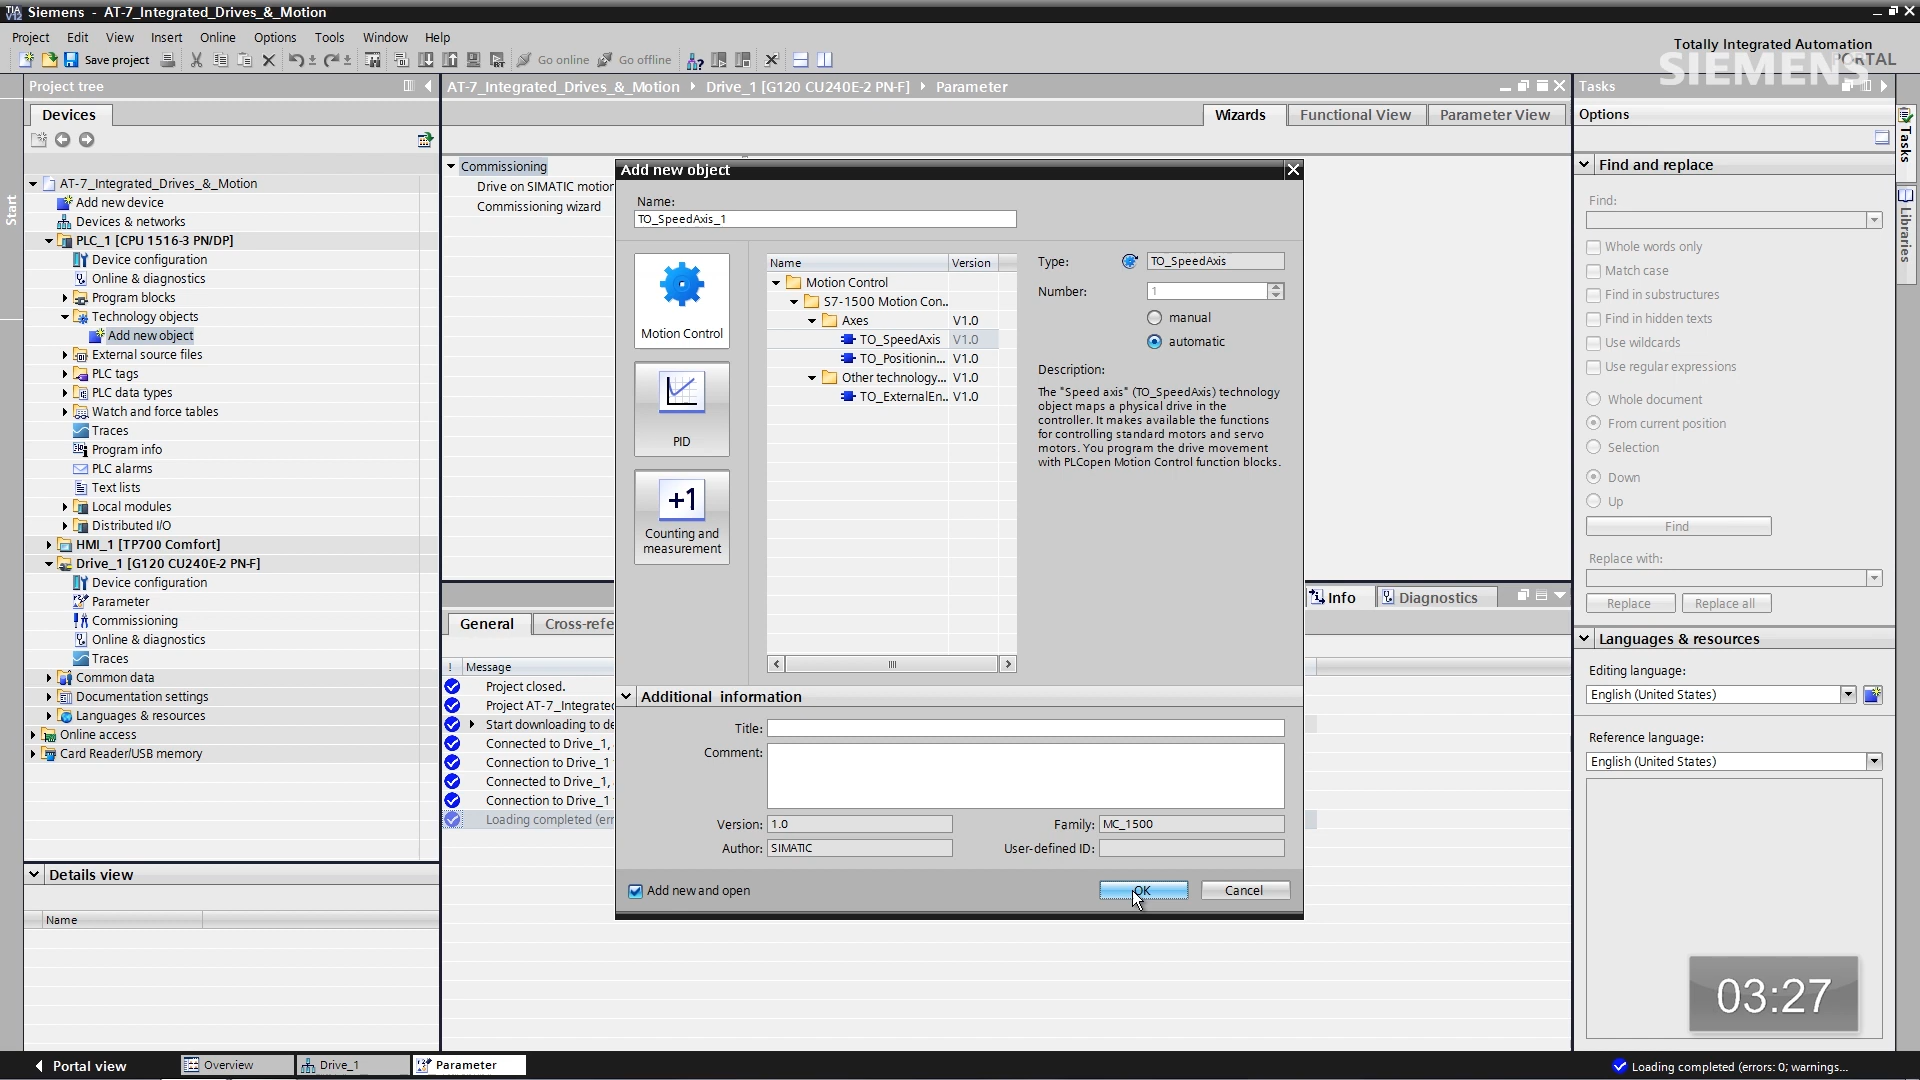 TIA V12 Siemens - AT-7_Integrated_Drives_&_Motion
Project Edit View Insert Online Options Tools Window Help
Save project Go online Go offline
Totally Integrated Automation
PORTAL
SIEMENS
Project tree
Devices
Start
AT-7_Integrated_Drives_&_Motion
Add new device
Devices & networks
PLC_1 [CPU 1516-3 PN/DP]
Device configuration
Online & diagnostics
Program blocks
Technology objects
Add new object
External source files
PLC tags
PLC data types
Watch and force tables
Traces
Program info
PLC alarms
Text lists
Local modules
Distributed I/O
HMI_1 [TP700 Comfort]
Drive_1 [G120 CU240E-2 PN-F]
Device configuration
Parameter
Commissioning
Online & diagnostics
Traces
Common data
Documentation settings
Languages & resources
Online access
Card Reader/USB memory
Details view
Name
AT-7_Integrated_Drives_&_Motion Drive_1 [G120 CU240E-2 PN-F] Parameter
Wizards Functional View Parameter View
Commissioning
Drive on SIMATIC motior
Commissioning wizard
Add new object
Name:
TO_SpeedAxis_1
Motion Control
PID
+1
Counting and measurement
Name Version
Motion Control
S7-1500 Motion Con..
Axes V1.0
TO_SpeedAxis V1.0
TO_Positionin... V1.0
Other technology... V1.0
TO_ExternalEn.. V1.0
Type: TO_SpeedAxis
Number: 1
manual
automatic
Description:
The "Speed axis" (TO_SpeedAxis) technology
object maps a physical drive in the
controller. It makes available the functions
for controlling standard motors and servo
motors. You program the drive movement
with PLCopen Motion Control function blocks.
Additional information
Title:
Comment:
Version: 1.0 Family: MC_1500
Author: SIMATIC User-defined ID:
Add new and open OK Cancel
Info Diagnostics
General Cross-refe
! Message
Project closed.
Project AT-7_Integrated
Start downloading to de
Connected to Drive_1,
Connection to Drive_1
Connected to Drive_1,
Connection to Drive_1
Loading completed (err
Tasks
Options
Find and replace
Find:
Whole words only
Match case
Find in substructures
Find in hidden texts
Use wildcards
Use regular expressions
Whole document
From current position
Selection
Down
Up
Find
Replace with:
Replace Replace all
Languages & resources
Editing language:
English (United States)
Reference language:
English (United States)
Tasks
Libraries
03:27
Portal view Overview Drive_1 Parameter
Loading completed (errors: 0; warnings...